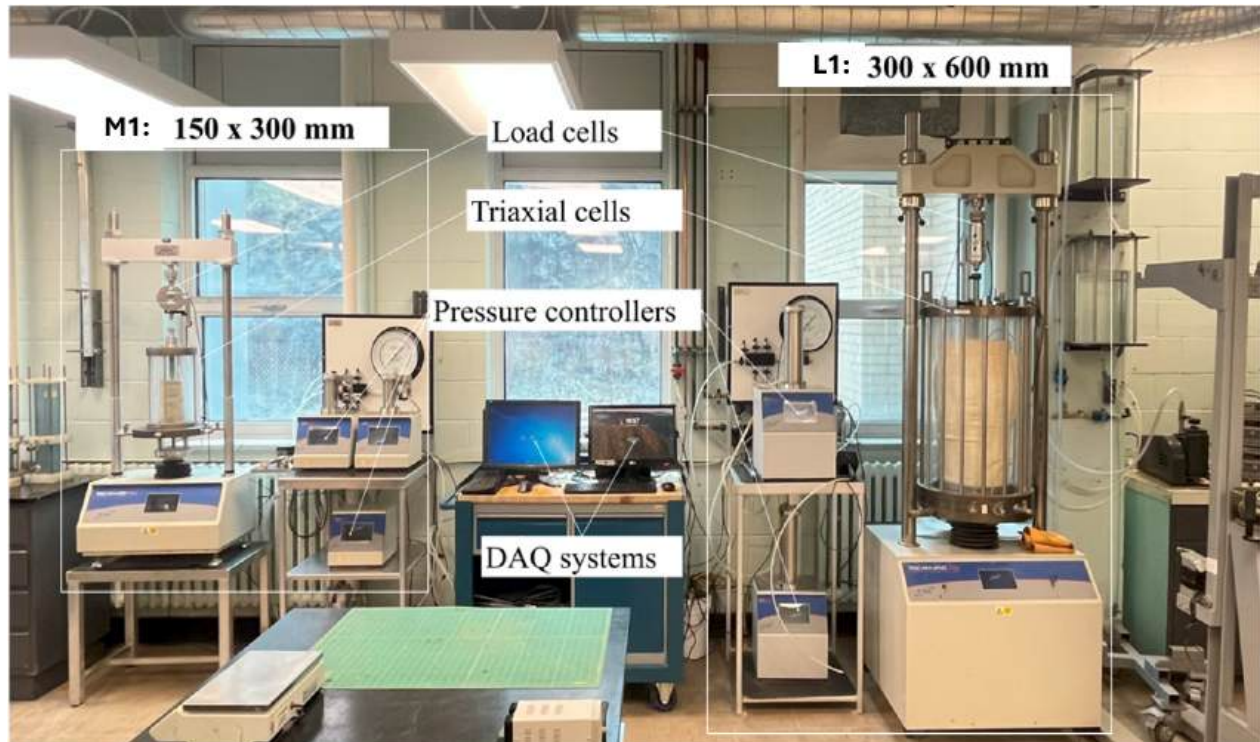 M1: 150 x 300 mm
L1: 300 x 600 mm
Load cells
Triaxial cells
Pressure controllers
DAQ systems